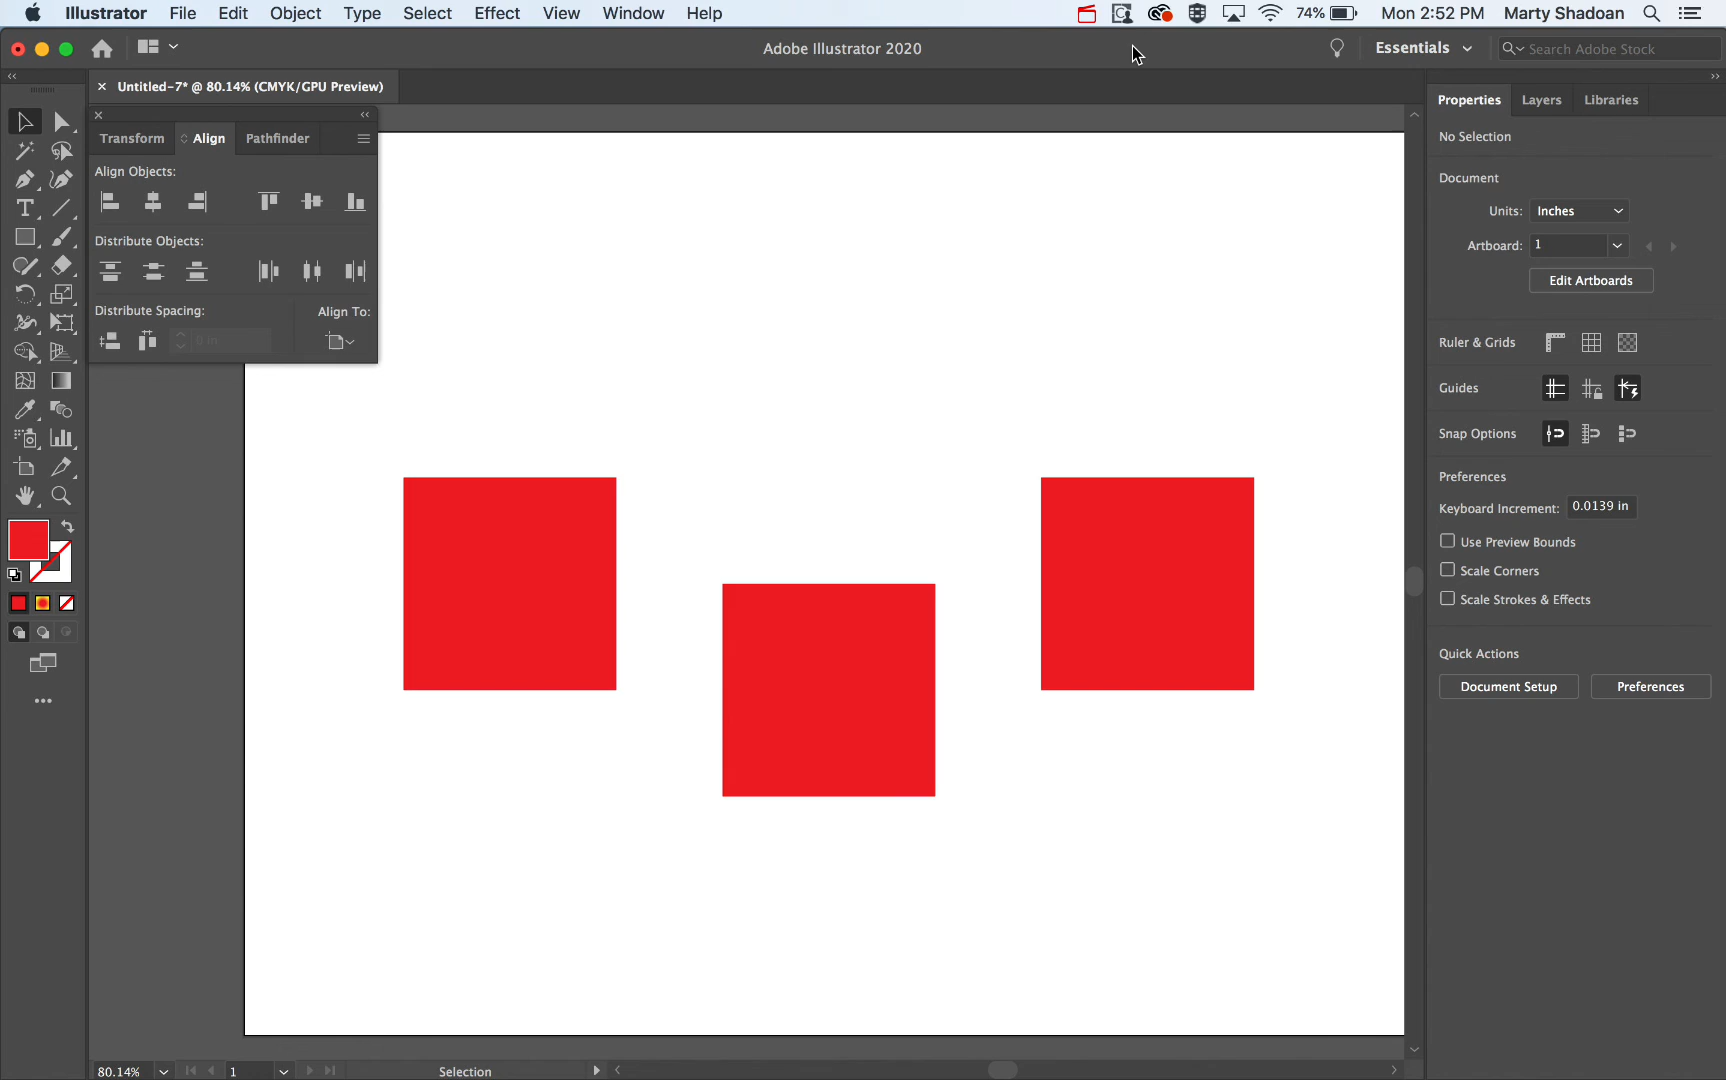 Illustrator File Edit Object Type Select Effect View Window Help 74% Mon 2:52 PM Marty Shadoan
Adobe Illustrator 2020 Essentials Search Adobe Stock
Untitled-7* @ 80.14% (CMYK/GPU Preview)
Transform Align Pathfinder
Align Objects:
Distribute Objects:
Distribute Spacing: Align To:
0 in
Properties Layers Libraries
No Selection
Document
Units: Inches
Artboard: 1
Edit Artboards
Ruler & Grids
Guides
Snap Options
Preferences
Keyboard Increment: 0.0139 in
Use Preview Bounds
Scale Corners
Scale Strokes & Effects
Quick Actions
Document Setup Preferences
80.14% 1 Selection